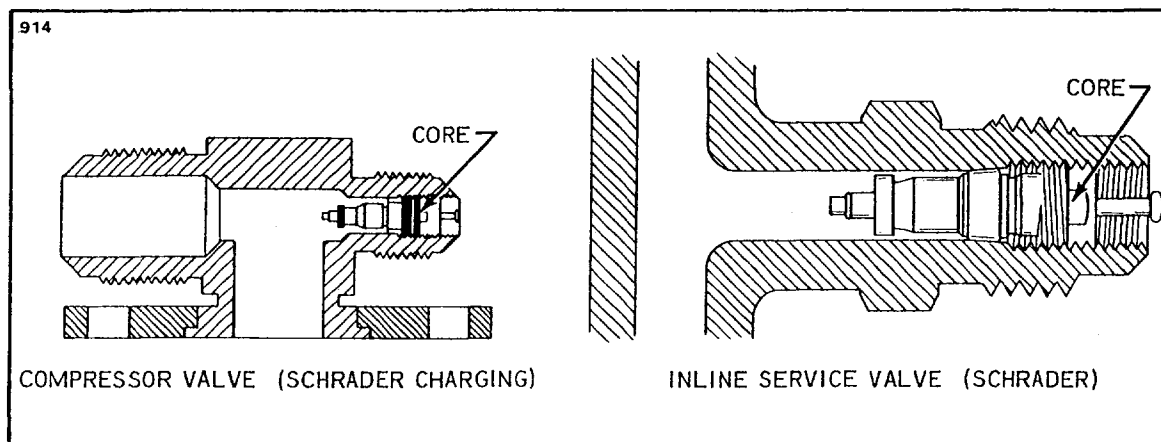 914
CORE
CORE
COMPRESSOR VALVE (SCHRADER CHARGING)
INLINE SERVICE VALVE (SCHRADER)